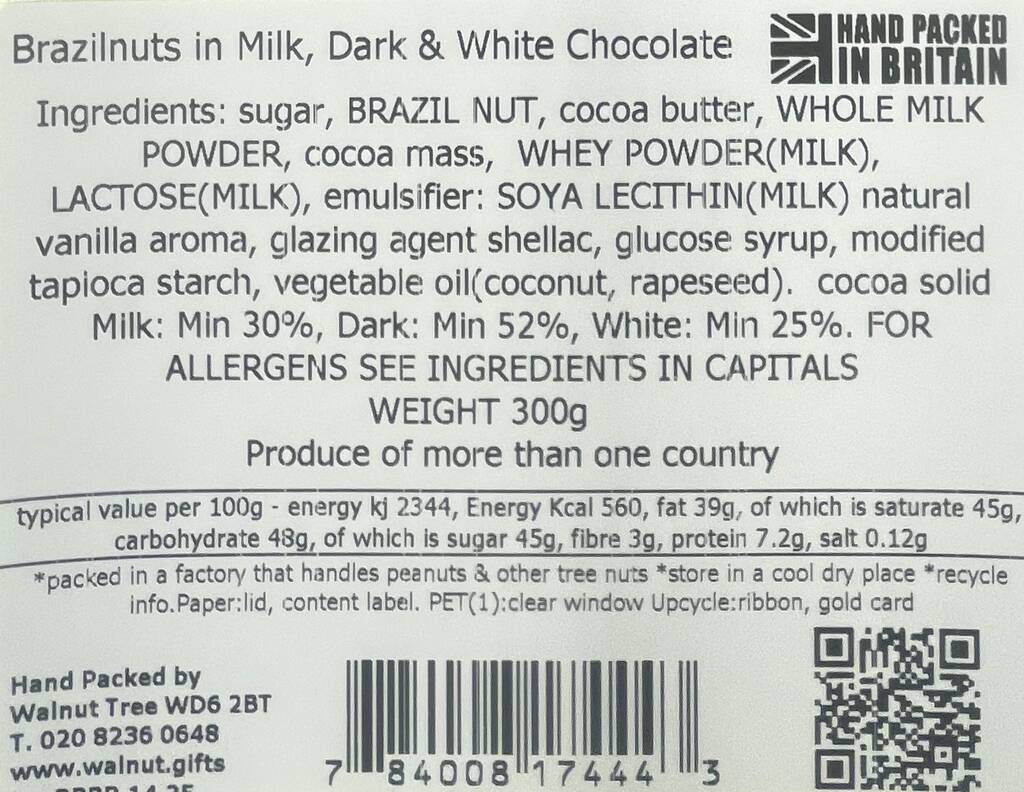 Brazilnuts in Milk, Dark & White Chocolate
HAND PACKED
IN BRITAIN
Ingredients: sugar, BRAZIL NUT, cocoa butter, WHOLE MILK
POWDER, cocoa mass, WHEY POWDER(MILK),
LACTOSE(MILK), emulsifier: SOYA LECITHIN(MILK) natural
vanilla aroma, glazing agent shellac, glucose syrup, modified
tapioca starch, vegetable oil(coconut, rapeseed). cocoa solid
Milk: Min 30%, Dark: Min 52%, White: Min 25%. FOR
ALLERGENS SEE INGREDIENTS IN CAPITALS
WEIGHT 300g
Produce of more than one country
typical value per 100g - energy kj 2344, Energy Kcal 560, fat 39g, of which is saturate 45g,
carbohydrate 48g, of which is sugar 45g, fibre 3g, protein 7.2g, salt 0.12g
*packed in a factory that handles peanuts & other tree nuts *store in a cool dry place *recycle
info.Paper:lid, content label. PET(1):clear window Upcycle:ribbon, gold card
Hand Packed by
Walnut Tree WD6 2BT
T. 020 8236 0648
www.walnut.gifts
7 84008 17444 3